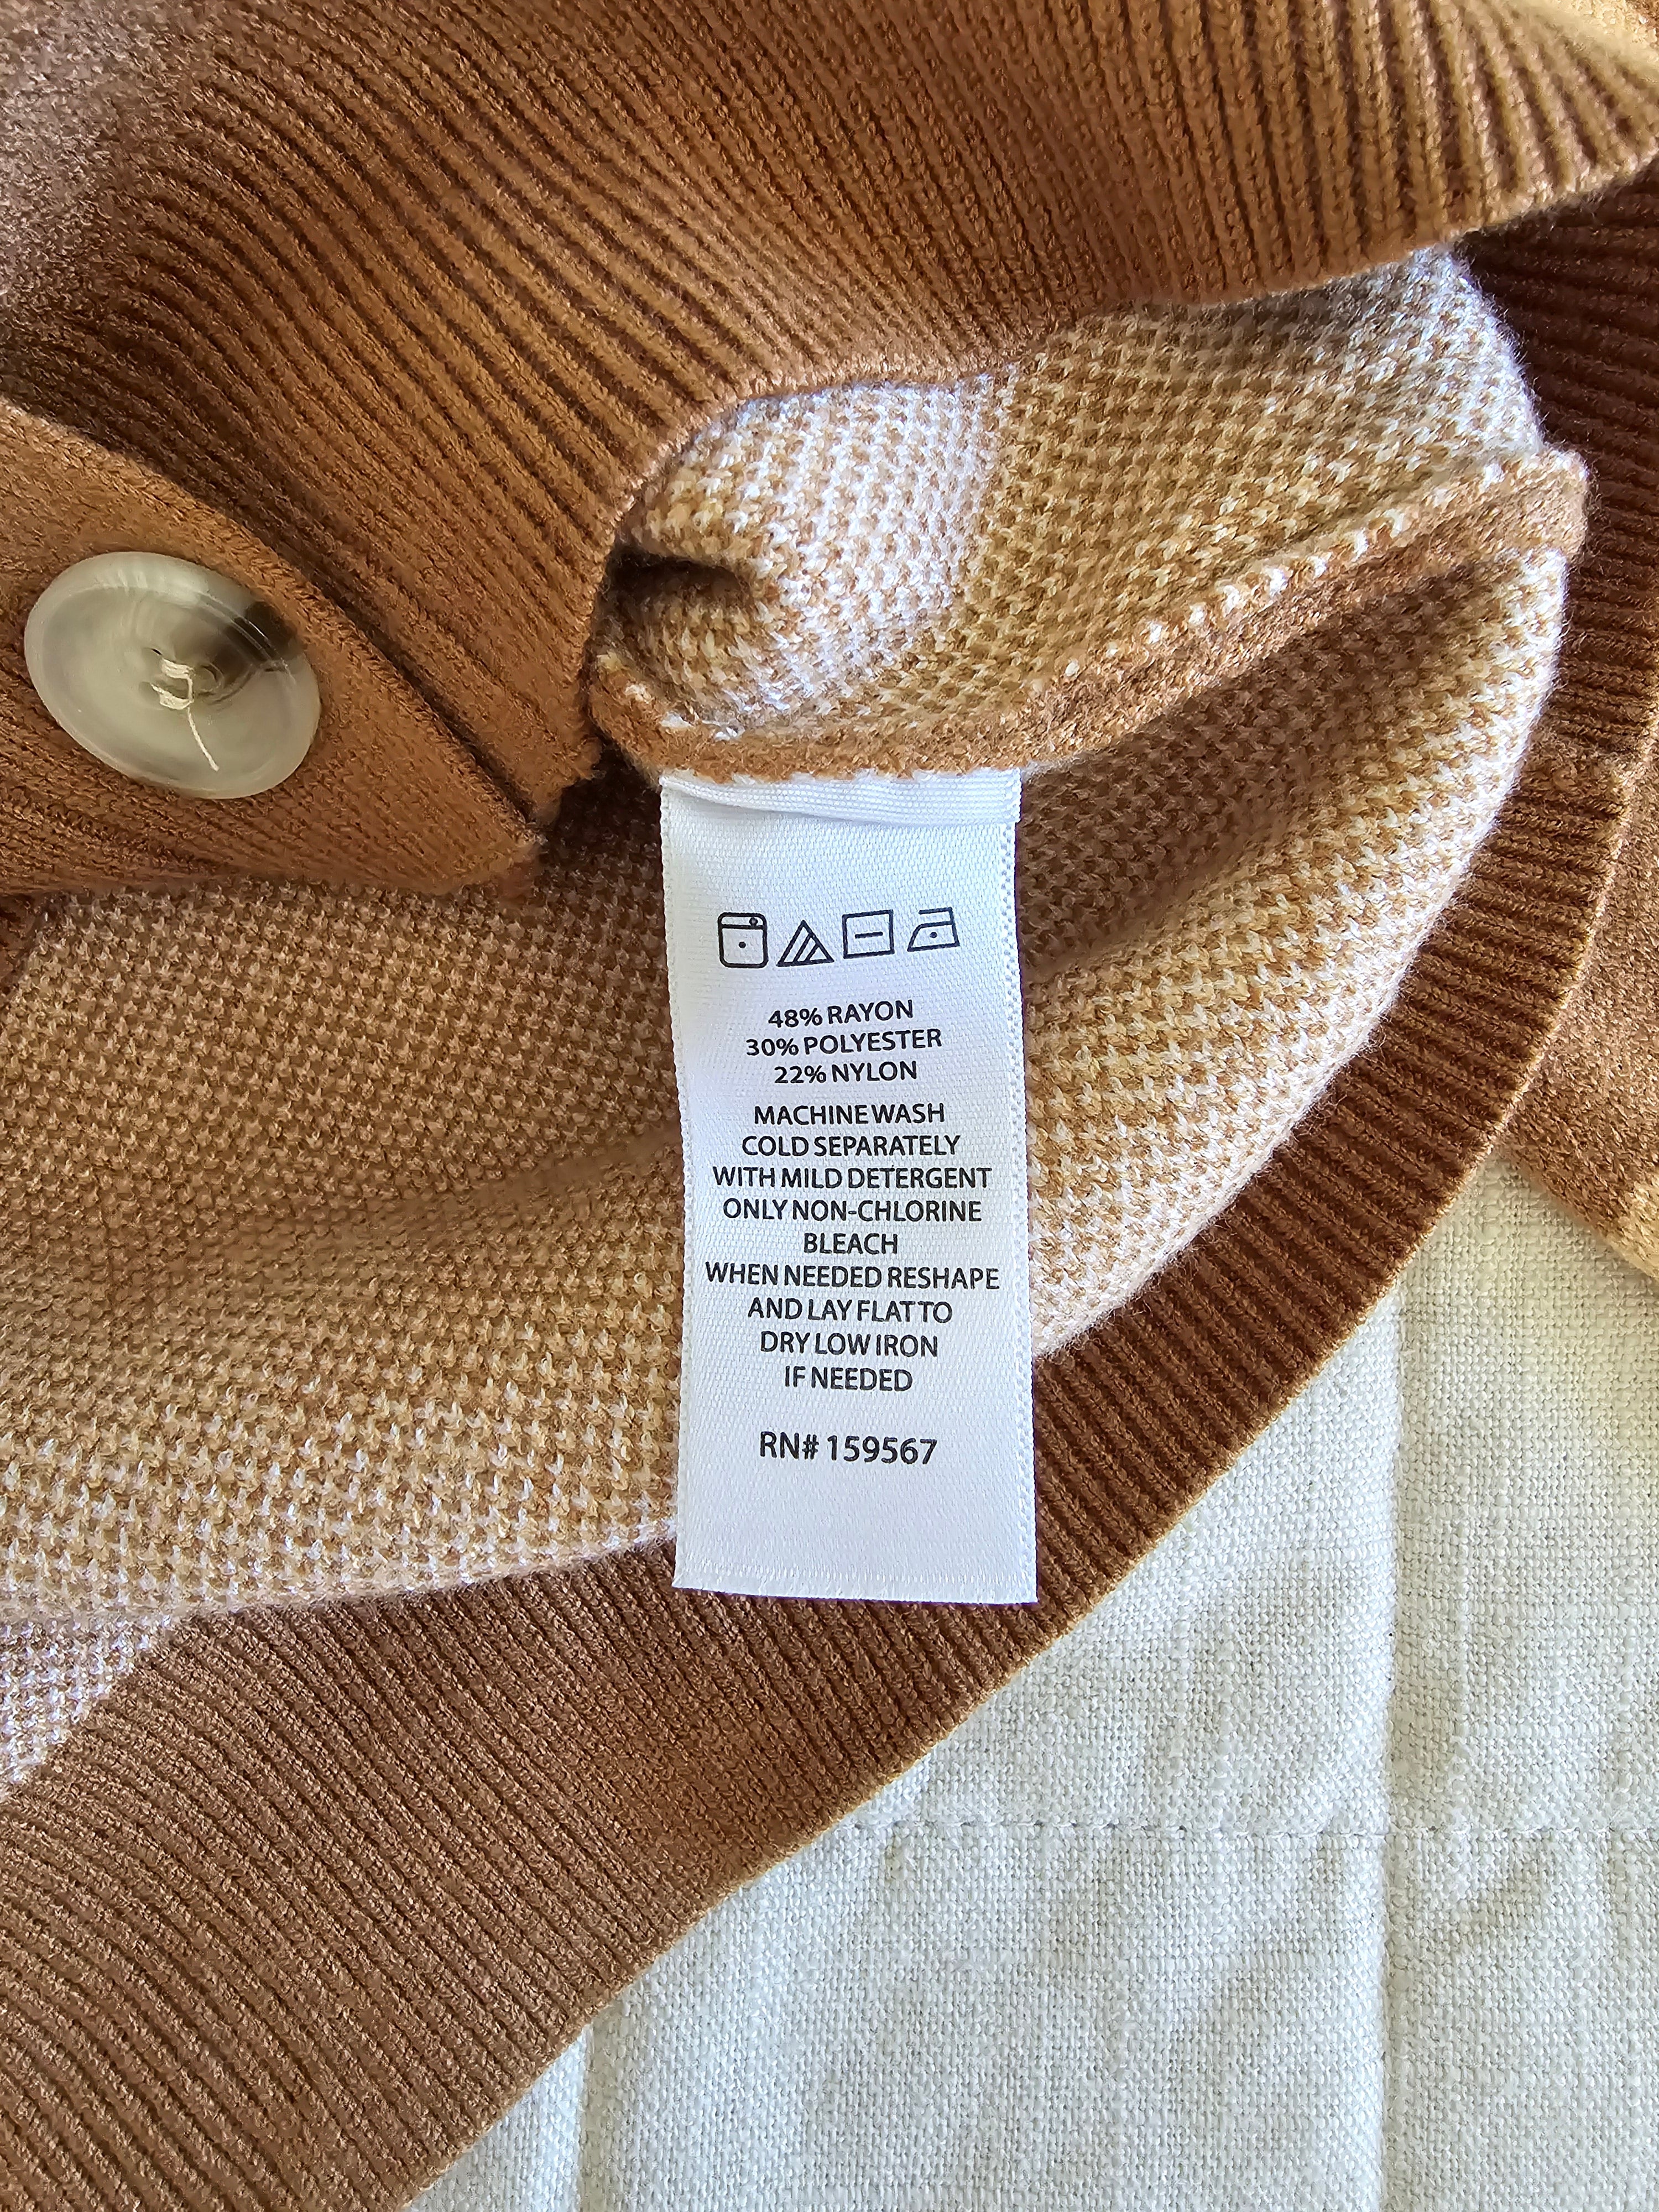 48% RAYON
30% POLYESTER
22% NYLON
MACHINE WASH
COLD SEPARATELY
WITH MILD DETERGENT
ONLY NON-CHLORINE
BLEACH
WHEN NEEDED RESHAPE
AND LAY FLAT TO
DRY LOW IRON
IF NEEDED
RN# 159567